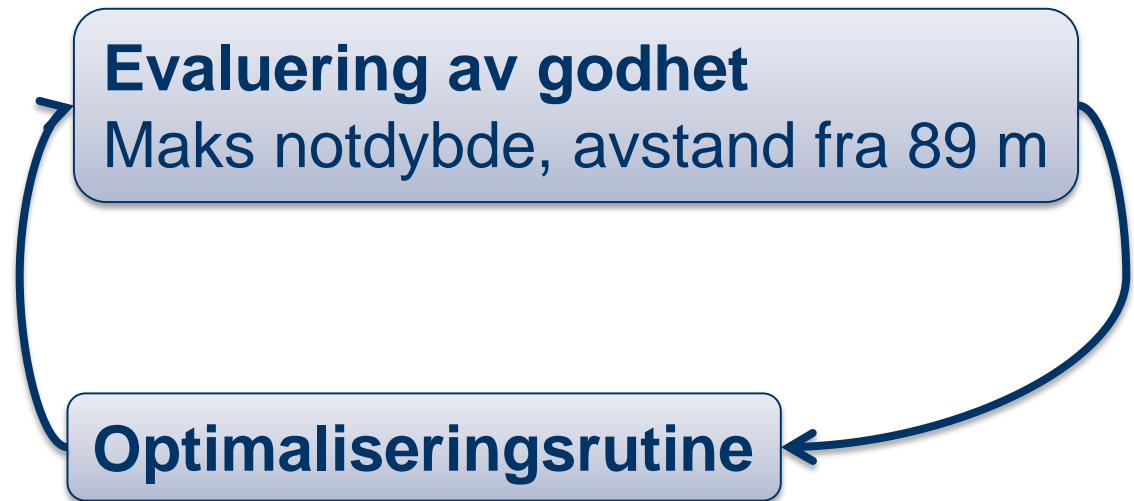 Evaluering av godhet
Maks notdybde, avstand fra 89 m
Optimaliseringsrutine